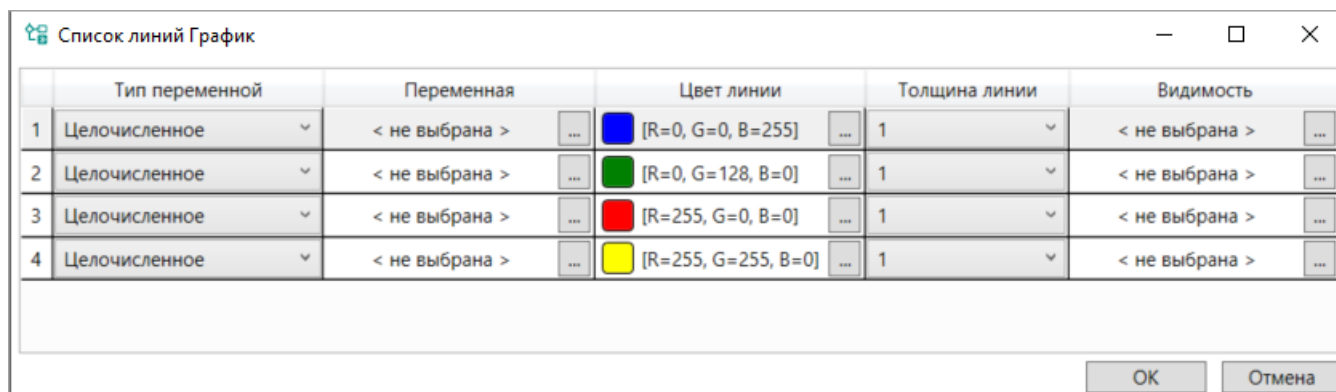 Список линий График
Тип переменной Переменная Цвет линии Толщина линии Видимость
1 Целочисленное < не выбрана > ... [R=0, G=0, B=255] ... 1 < не выбрана > ...
2 Целочисленное < не выбрана > ... [R=0, G=128, B=0] ... 1 < не выбрана > ...
3 Целочисленное < не выбрана > ... [R=255, G=0, B=0] ... 1 < не выбрана > ...
4 Целочисленное < не выбрана > ... [R=255, G=255, B=0] ... 1 < не выбрана > ...
ОК Отмена